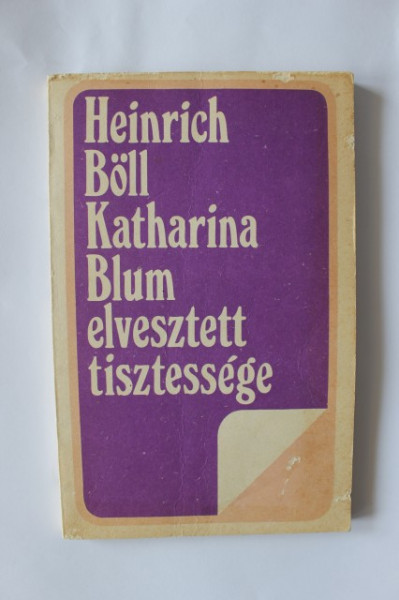 Heinrich
Böll
Katharina
Blum
elvesztett
tisztessége